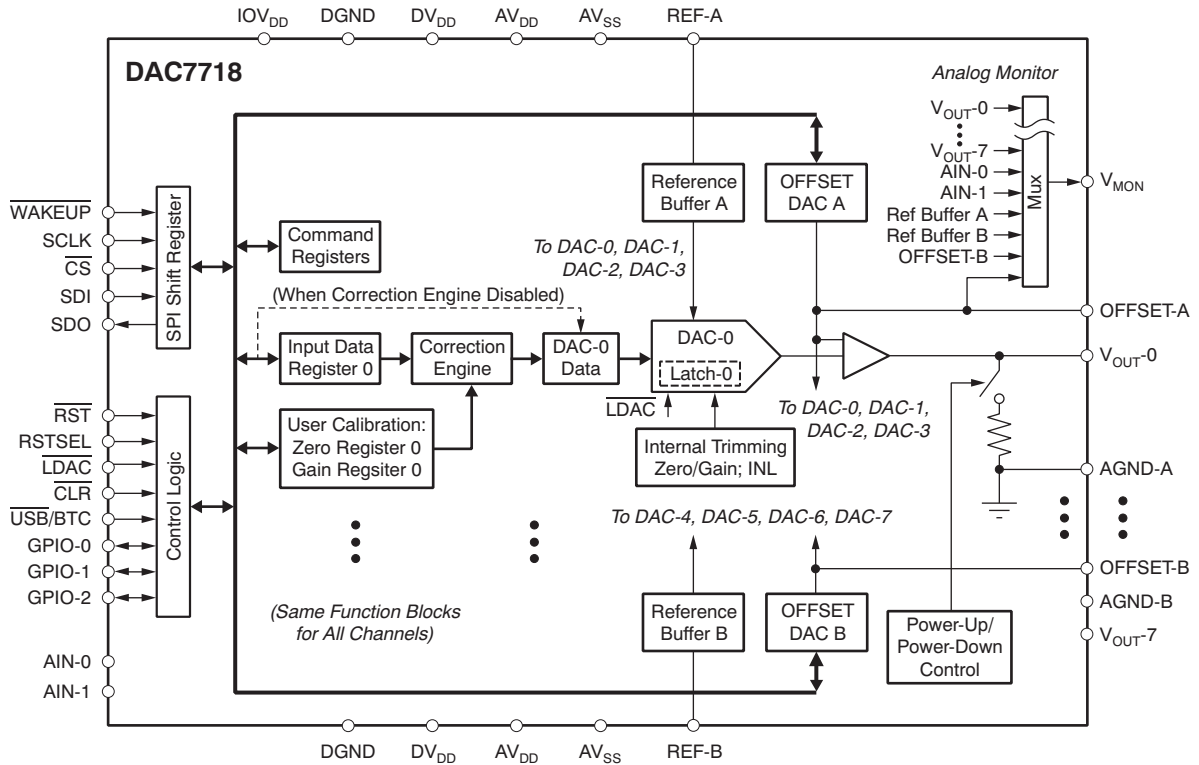 IOVDD DGND DVDD AVDD AVSS REF-A
DAC7718
Analog Monitor
VOUT-0
VOUT-7
AIN-0
AIN-1
Ref Buffer A
Ref Buffer B
OFFSET-B
Mux
VMON
WAKEUP
SCLK
CS
SDI
SDO
SPI Shift Register
Command
Registers
Reference
Buffer A
OFFSET
DAC A
To DAC-0, DAC-1,
DAC-2, DAC-3
(When Correction Engine Disabled)
Input Data
Register 0
Correction
Engine
DAC-0
Data
DAC-0
Latch-0
OFFSET-A
VOUT-0
LDAC
To DAC-0, DAC-1,
DAC-2, DAC-3
User Calibration:
Zero Register 0
Gain Regsiter 0
Internal Trimming
Zero/Gain; INL
AGND-A
RST
RSTSEL
LDAC
CLR
USB/BTC
GPIO-0
GPIO-1
GPIO-2
Control Logic
To DAC-4, DAC-5, DAC-6, DAC-7
OFFSET-B
AGND-B
VOUT-7
(Same Function Blocks
for All Channels)
Reference
Buffer B
OFFSET
DAC B
Power-Up/
Power-Down
Control
AIN-0
AIN-1
DGND DVDD AVDD AVSS REF-B